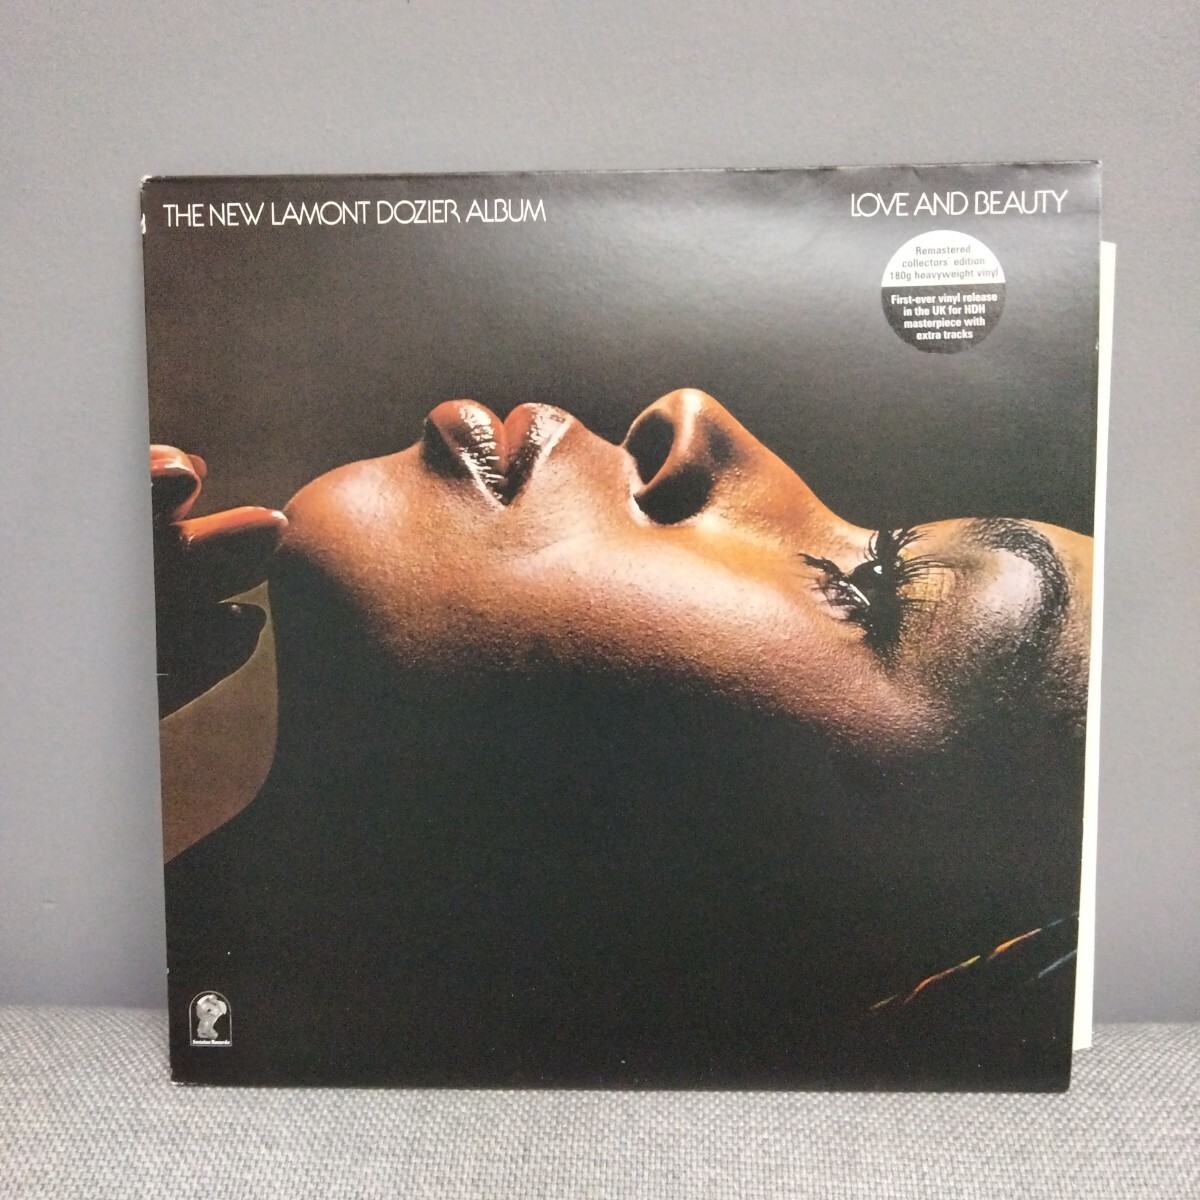 THE NEW LAMONT DOZIER ALBUM
LOVE AND BEAUTY
Remastered
collectors' edition
180g heavyweight vinyl
First-ever vinyl release
in the UK for HDH
masterpiece with
extra tracks
Records